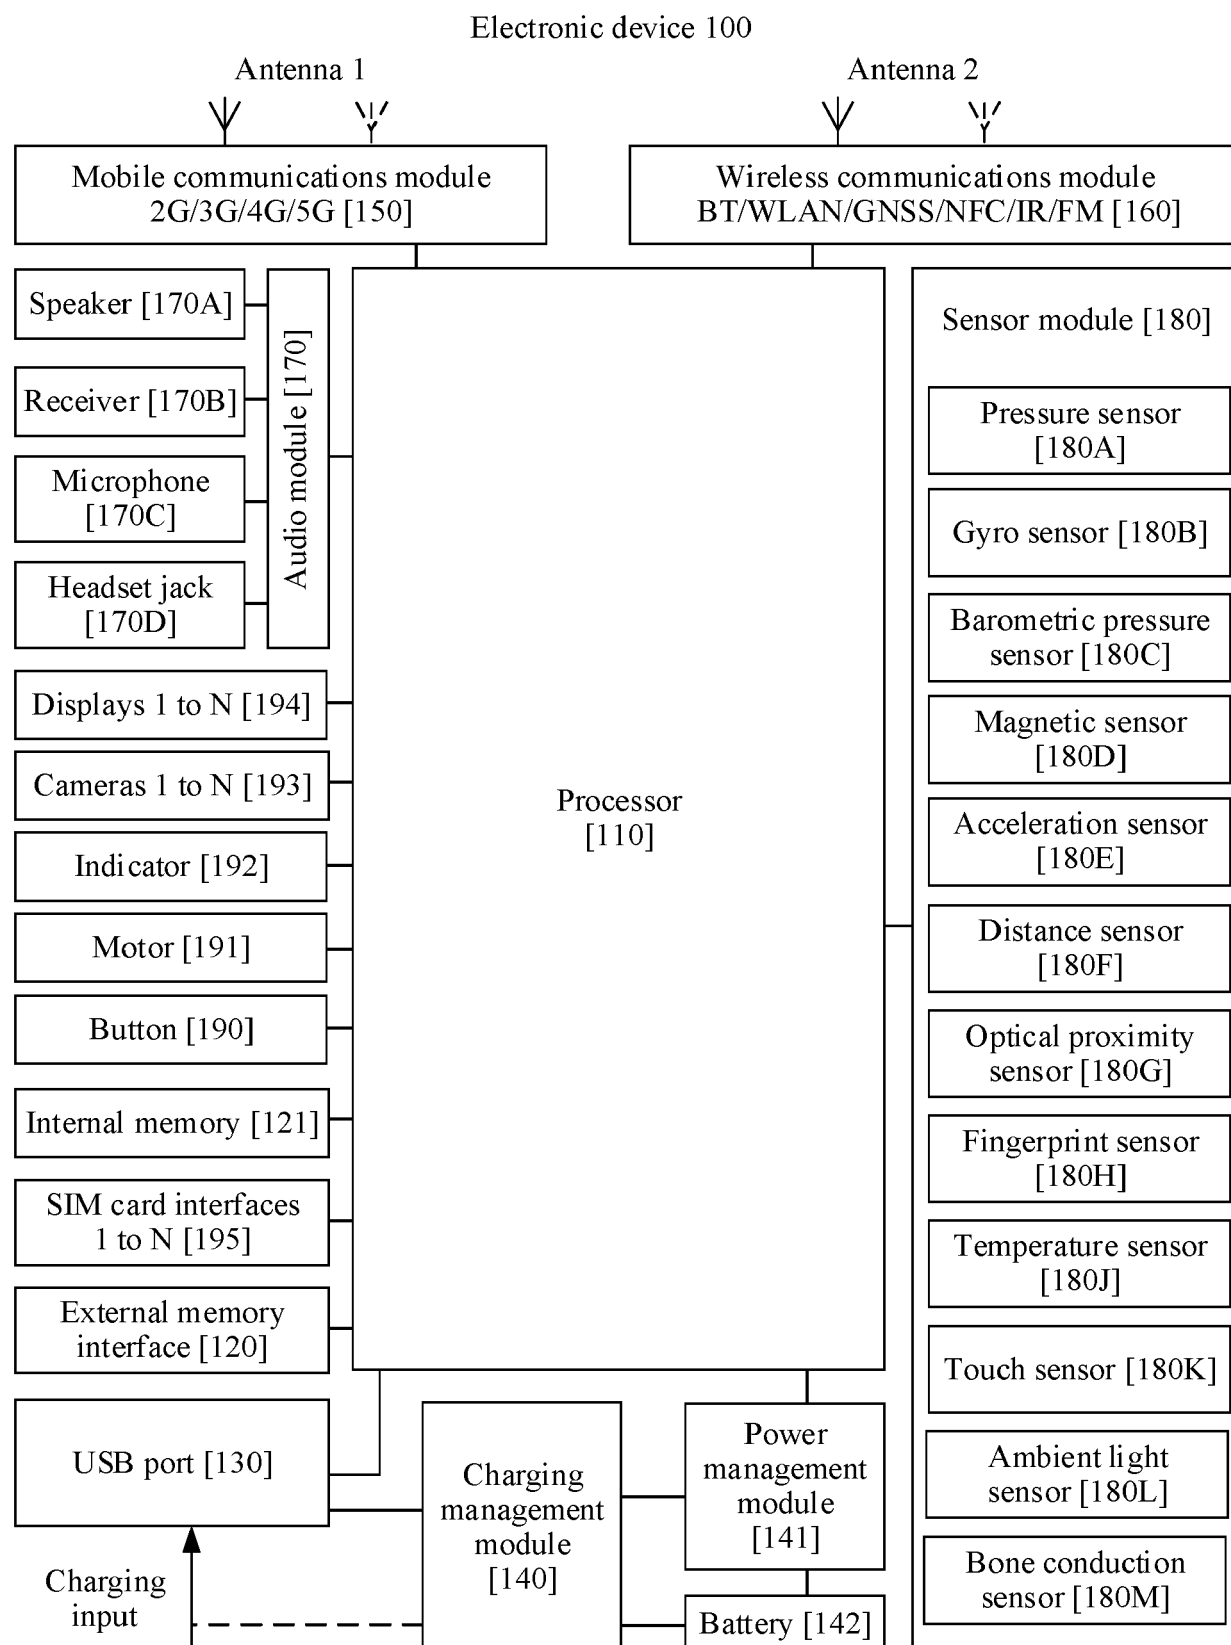 Electronic device 100
Antenna 1
Antenna 2
Mobile communications module
2G/3G/4G/5G [150]
Wireless communications module
BT/WLAN/GNSS/NFC/IR/FM [160]
Speaker [170A]
Receiver [170B]
Microphone
[170C]
Headset jack
[170D]
Audio module [170]
Displays 1 to N [194]
Cameras 1 to N [193]
Indicator [192]
Motor [191]
Button [190]
Internal memory [121]
SIM card interfaces
1 to N [195]
External memory
interface [120]
USB port [130]
Charging
input
Processor
[110]
Charging
management
module
[140]
Power
management
module
[141]
Battery [142]
Sensor module [180]
Pressure sensor
[180A]
Gyro sensor [180B]
Barometric pressure
sensor [180C]
Magnetic sensor
[180D]
Acceleration sensor
[180E]
Distance sensor
[180F]
Optical proximity
sensor [180G]
Fingerprint sensor
[180H]
Temperature sensor
[180J]
Touch sensor [180K]
Ambient light
sensor [180L]
Bone conduction
sensor [180M]